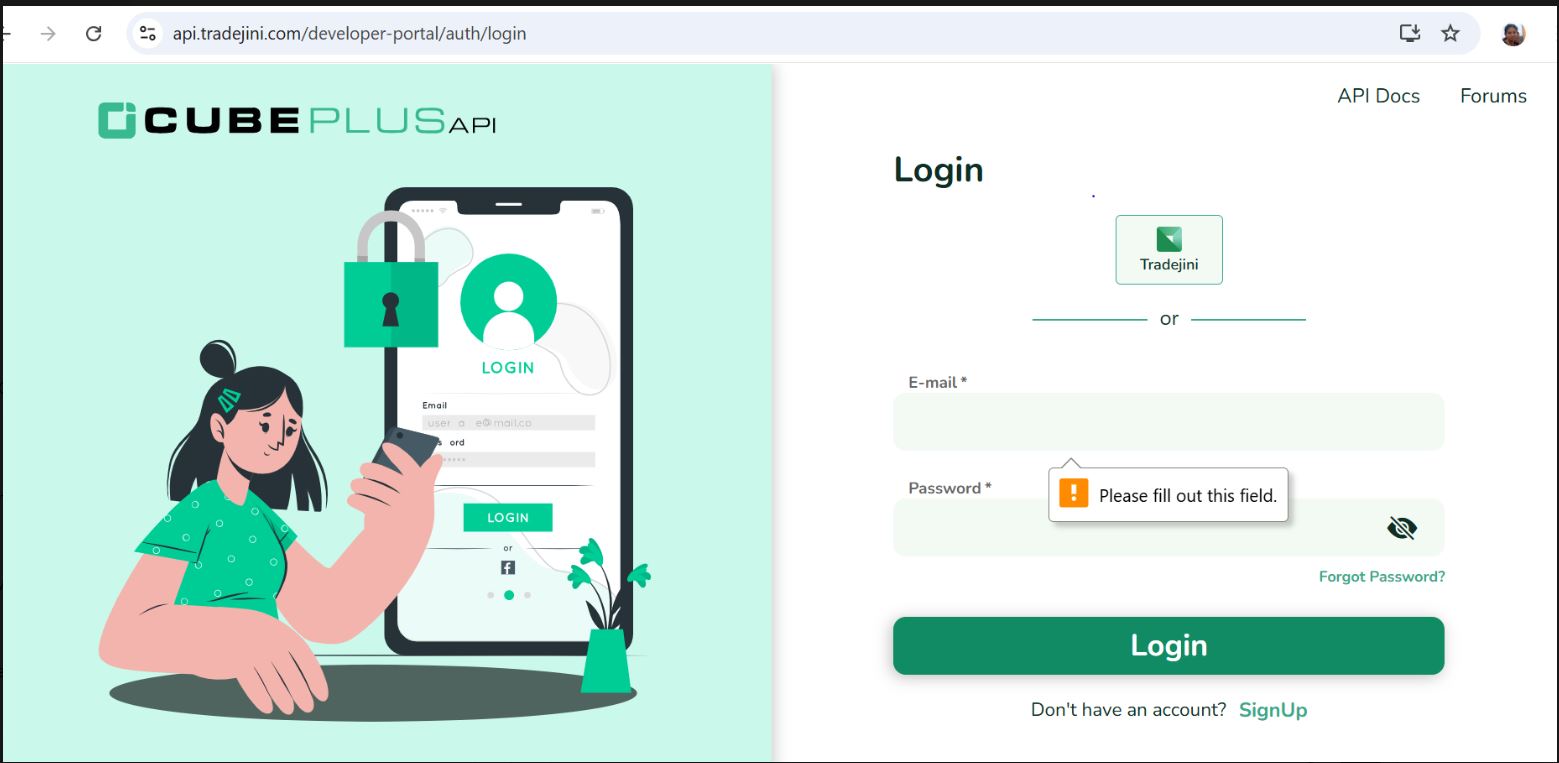 api.tradejini.com/developer-portal/auth/login
CUBEPLUSAPI
API Docs Forums
Login
Tradejini
or
E-mail *
Please fill out this field.
Password *
Forgot Password?
Login
Don't have an account? SignUp
LOGIN
Email
user a e@mail.co
s ord
LOGIN
or